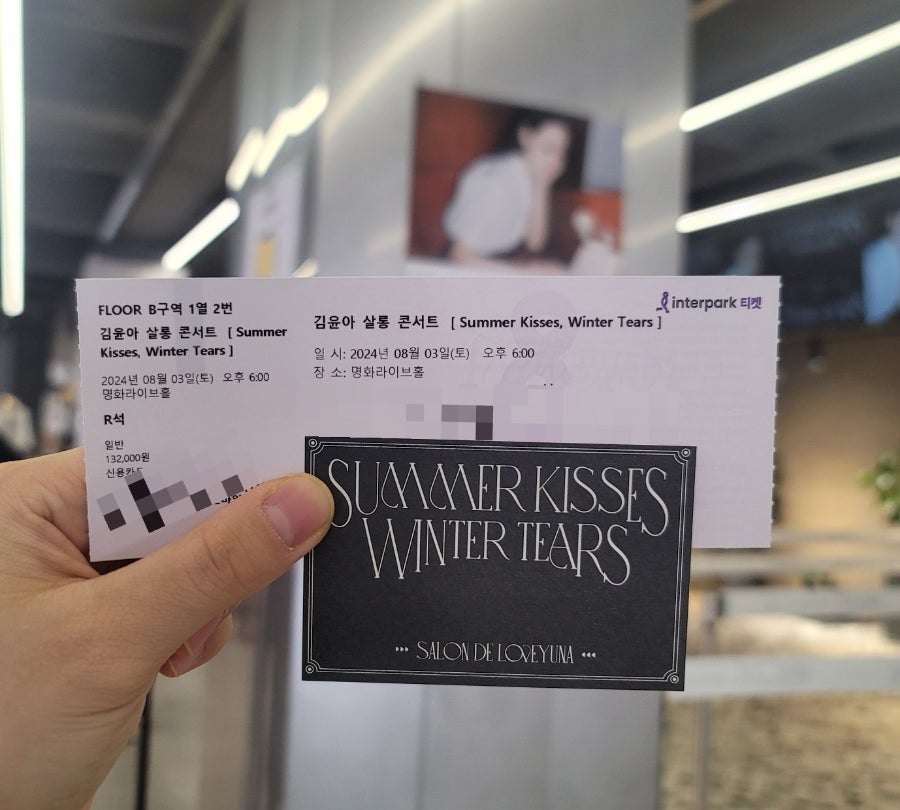 FLOOR B구역 1열 2번
김윤아 살롱 콘서트 [ Summer
Kisses, Winter Tears ]
2024년 08월 03일(토) 오후 6:00
명화라이브홀
R석
일반
132,000원
신용카드
interpark 티켓
김윤아 살롱 콘서트 [ Summer Kisses, Winter Tears ]
일 시: 2024년 08월 03일(토) 오후 6:00
장 소: 명화라이브홀
SUMMER KISSES
WINTER TEARS
SALON DE LOVEYUNA